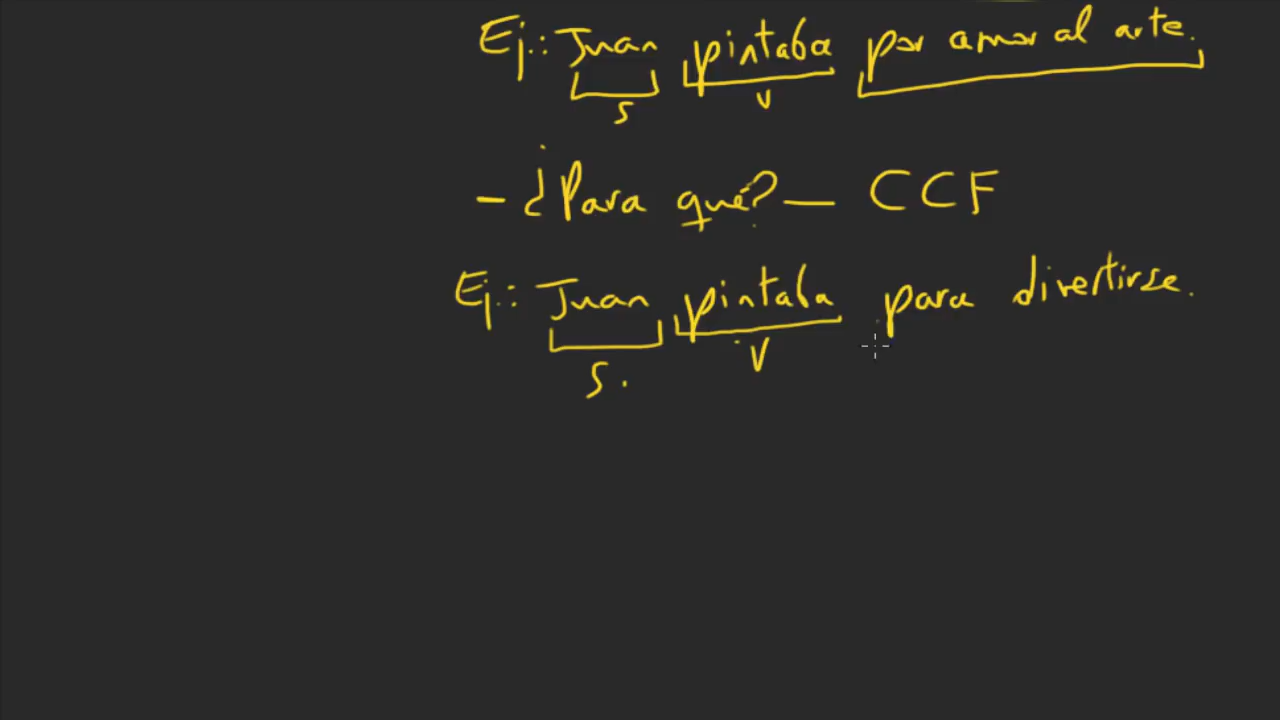 Ej.: Juan pintaba por amor al arte.
S V
- ¿Para qué? — CCF
Ej.: Juan pintaba para divertirse.
S. V